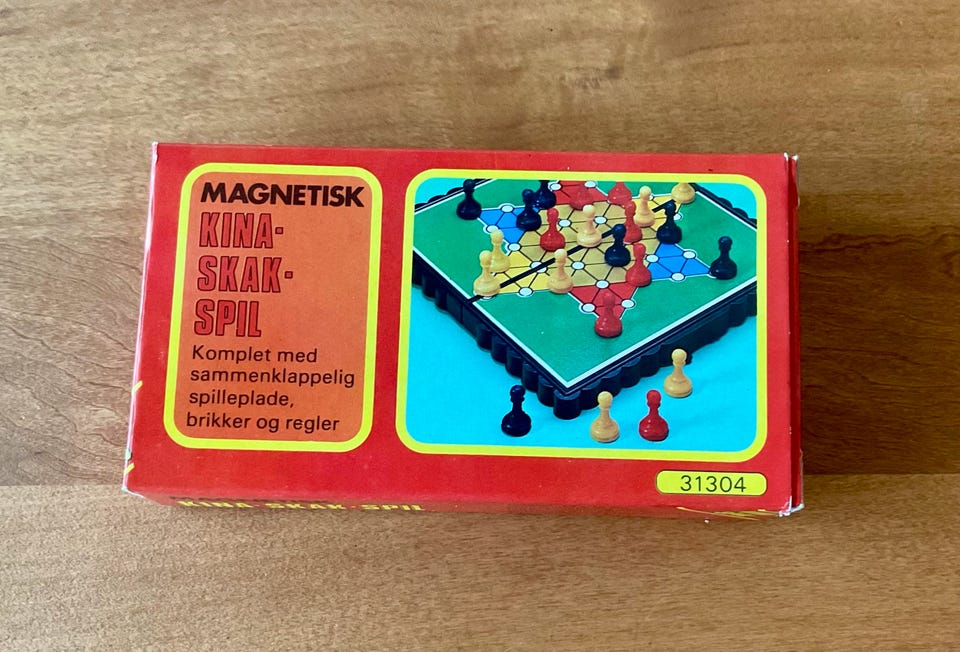 MAGNETISK
KINA-
SKAK-
SPIL
Komplet med
sammenklappelig
spilleplade,
brikker og regler
31304
KINA-SKAK-SPIL